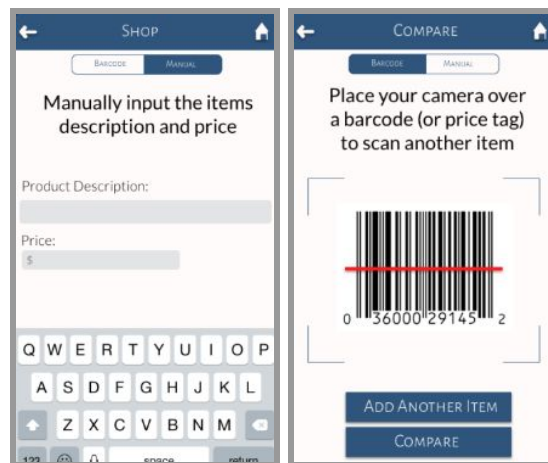 SHOP
BARCODE MANUAL
Manually input the items
description and price
Product Description:
Price:
$
Q W E R T Y U I O P
A S D F G H J K L
Z X C V B N M
123 space return
COMPARE
BARCODE MANUAL
Place your camera over
a barcode (or price tag)
to scan another item
0 36000 29145 2
ADD ANOTHER ITEM
COMPARE